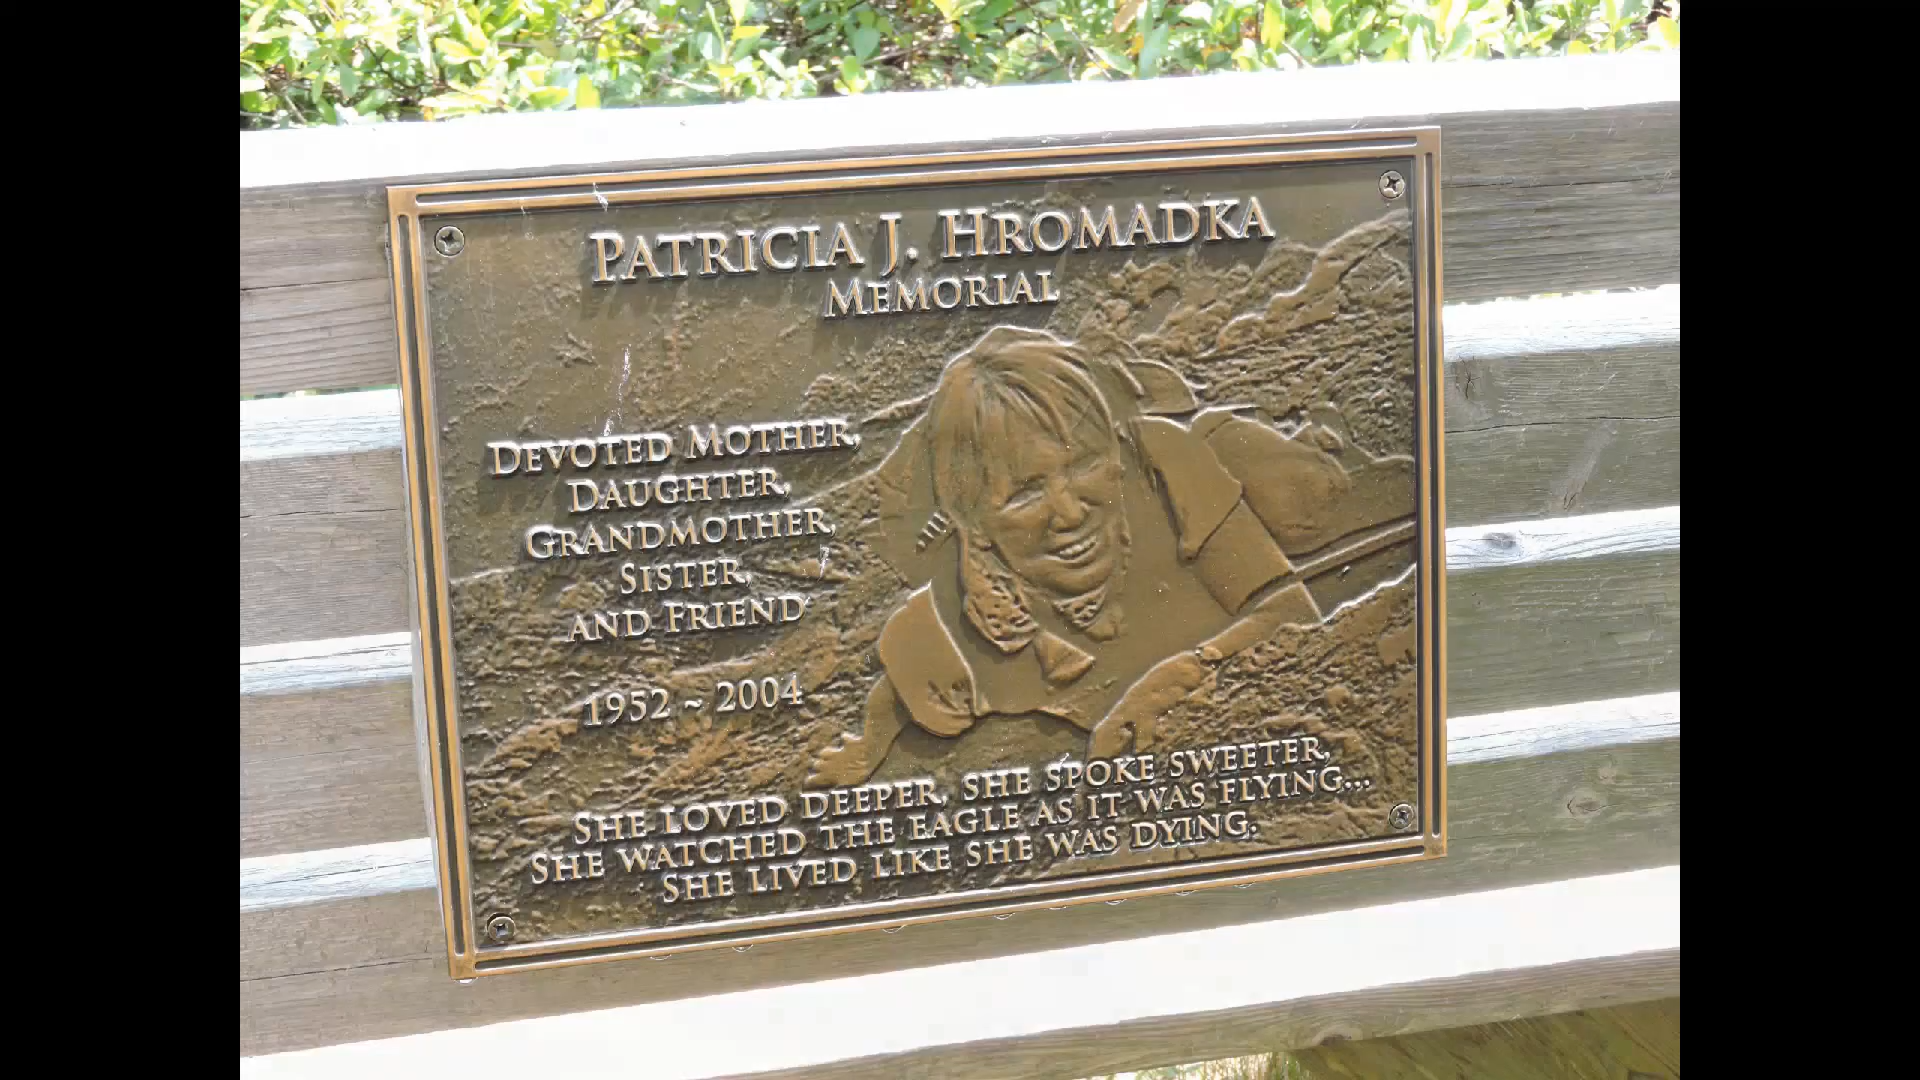 PATRICIA J. HROMADKA
MEMORIAL
DEVOTED MOTHER,
DAUGHTER,
GRANDMOTHER,
SISTER,
AND FRIEND
1952 ~ 2004
SHE LOVED DEEPER, SHE SPOKE SWEETER,
SHE WATCHED THE EAGLE AS IT WAS FLYING...
SHE LIVED LIKE SHE WAS DYING.